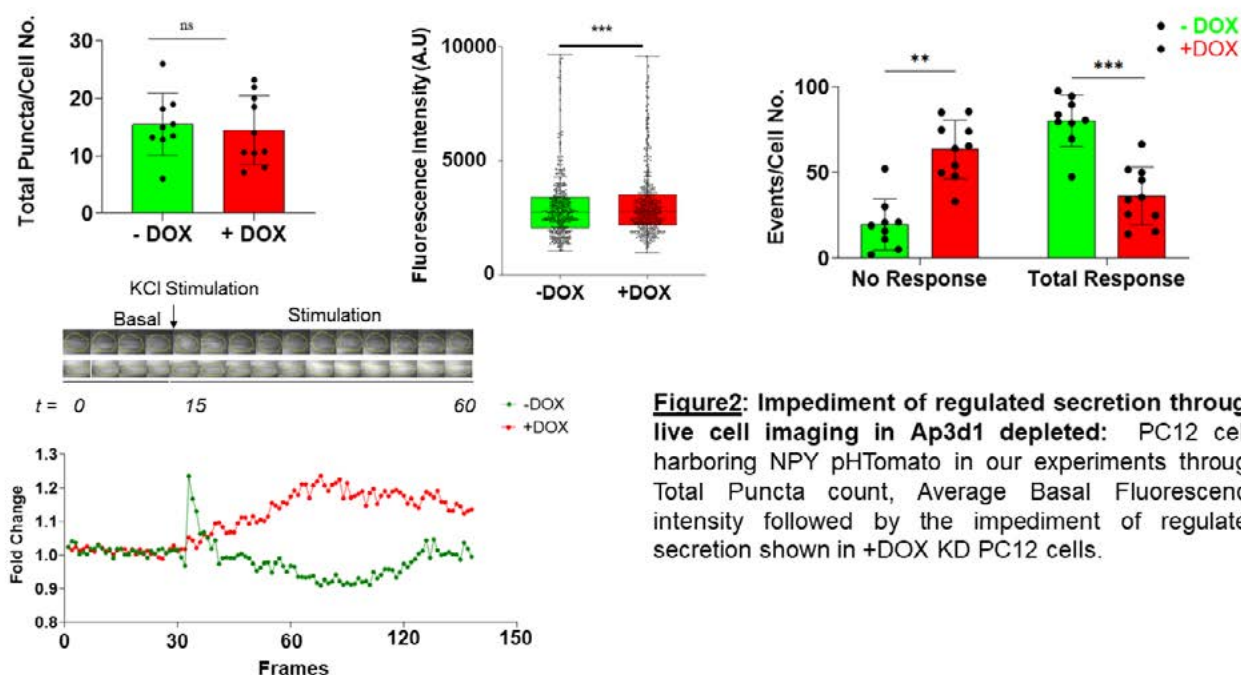 ns
30
20
10
0
Total Puncta/Cell No.
- DOX
+ DOX
***
10000
5000
0
Fluorescence Intensity (A.U)
-DOX
+DOX
- DOX
+DOX
**
***
100
50
0
Events/Cell No.
No Response
Total Response
KCl Stimulation
Basal
Stimulation
t = 0
15
60
-DOX
+DOX
1.3
1.2
1.1
1.0
0.9
0.8
Fold Change
0
30
60
120
150
Frames
Figure2: Impediment of regulated secretion throug
live cell imaging in Ap3d1 depleted: PC12 cel
harboring NPY pHTomato in our experiments throug
Total Puncta count, Average Basal Fluorescenc
intensity followed by the impediment of regulate
secretion shown in +DOX KD PC12 cells.